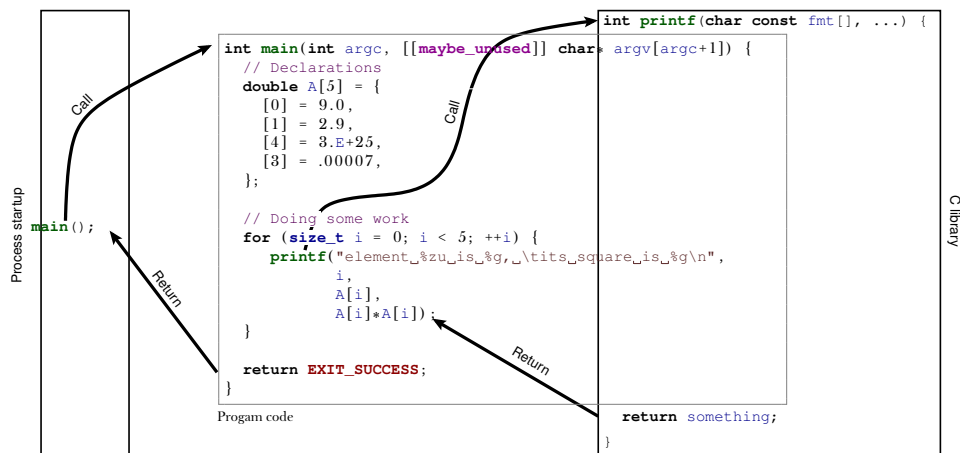 int printf(char const fmt[], ...) {
int main(int argc, [[maybe_unused]] char* argv[argc+1]) {
// Declarations
double A[5] = {
[0] = 9.0,
[1] = 2.9,
[4] = 3.E+25,
[3] = .00007,
};
// Doing some work
for (size_t i = 0; i < 5; ++i) {
printf("element␣%zu␣is␣%g,␣\tits␣square␣is␣%g\n",
i,
A[i],
A[i]*A[i]);
}
return EXIT_SUCCESS;
}
Progam code
return something;
}
Process startup
main();
Call
Return
Call
Return
C library